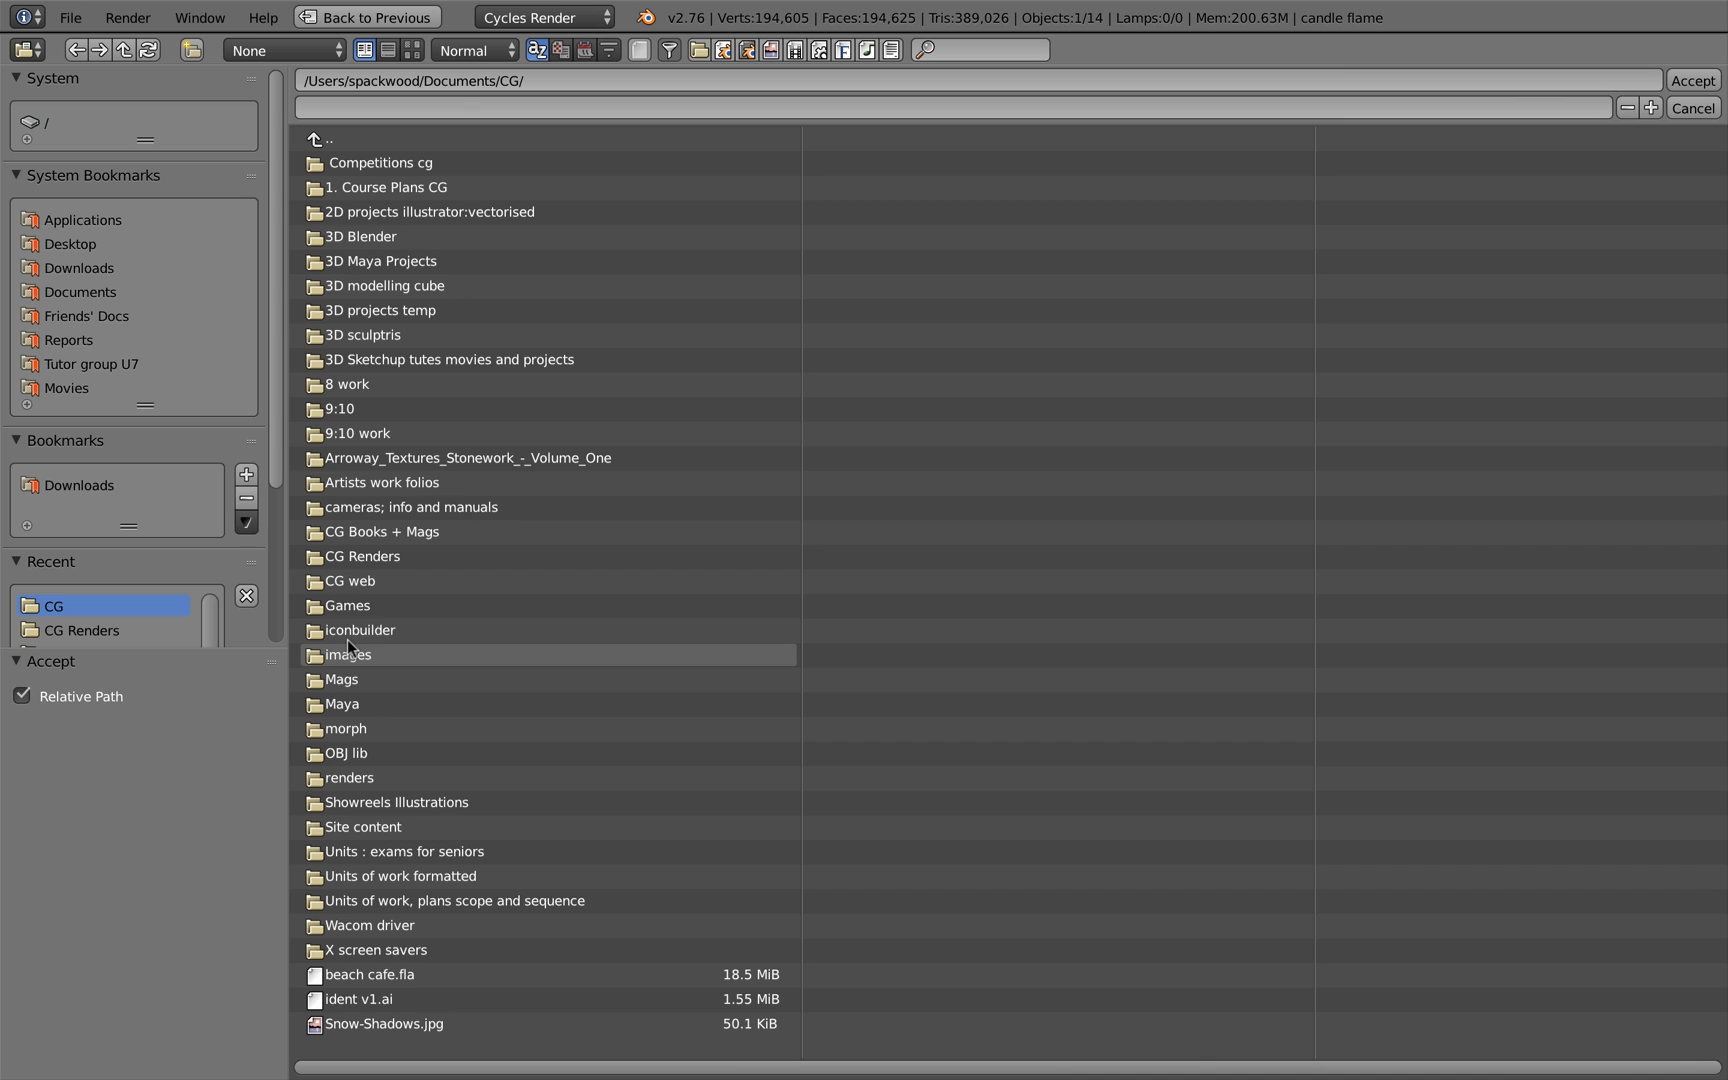 File Render Window Help Back to Previous Cycles Render v2.76 | Verts:194,605 | Faces:194,625 | Tris:389,026 | Objects:1/14 | Lamps:0/0 | Mem:200.63M | candle flame
None Normal
System
/
System Bookmarks
Applications
Desktop
Downloads
Documents
Friends' Docs
Reports
Tutor group U7
Movies
Bookmarks
Downloads
Recent
CG
CG Renders
Accept
Relative Path
/Users/spackwood/Documents/CG/ Accept
Cancel
..
Competitions cg
1. Course Plans CG
2D projects illustrator:vectorised
3D Blender
3D Maya Projects
3D modelling cube
3D projects temp
3D sculptris
3D Sketchup tutes movies and projects
8 work
9:10
9:10 work
Arroway_Textures_Stonework_-_Volume_One
Artists work folios
cameras; info and manuals
CG Books + Mags
CG Renders
CG web
Games
iconbuilder
images
Mags
Maya
morph
OBJ lib
renders
Showreels Illustrations
Site content
Units : exams for seniors
Units of work formatted
Units of work, plans scope and sequence
Wacom driver
X screen savers
beach cafe.fla 18.5 MiB
ident v1.ai 1.55 MiB
Snow-Shadows.jpg 50.1 KiB